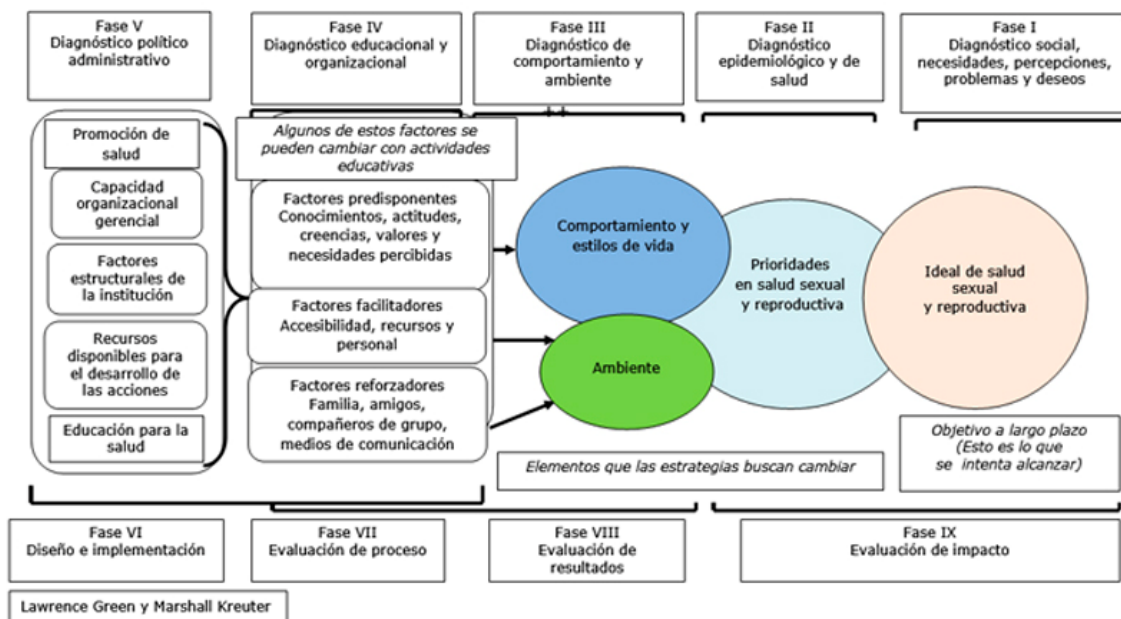 Fase V
Diagnóstico político
administrativo
Fase IV
Diagnóstico educacional y
organizacional
Fase III
Diagnóstico de
comportamiento y
ambiente
Fase II
Diagnóstico
epidemiológico y de
salud
Fase I
Diagnóstico social,
necesidades, percepciones,
problemas y deseos
Promoción de
salud
Capacidad
organizacional
gerencial
Factores
estructurales de
la institución
Recursos
disponibles para
el desarrollo de
las acciones
Educación para la
salud
Algunos de estos factores se
pueden cambiar con actividades
educativas
Factores predisponentes
Conocimientos, actitudes,
creencias, valores y
necesidades percibidas
Factores facilitadores
Accesibilidad, recursos y
personal
Factores reforzadores
Familia, amigos,
compañeros de grupo,
medios de comunicación
Comportamiento y
estilos de vida
Ambiente
Prioridades
en salud sexual
y reproductiva
Ideal de salud
sexual
y reproductiva
Elementos que las estrategias buscan cambiar
Objetivo a largo plazo
(Esto es lo que
se intenta alcanzar)
Fase VI
Diseño e implementación
Fase VII
Evaluación de proceso
Fase VIII
Evaluación de
resultados
Fase IX
Evaluación de impacto
Lawrence Green y Marshall Kreuter